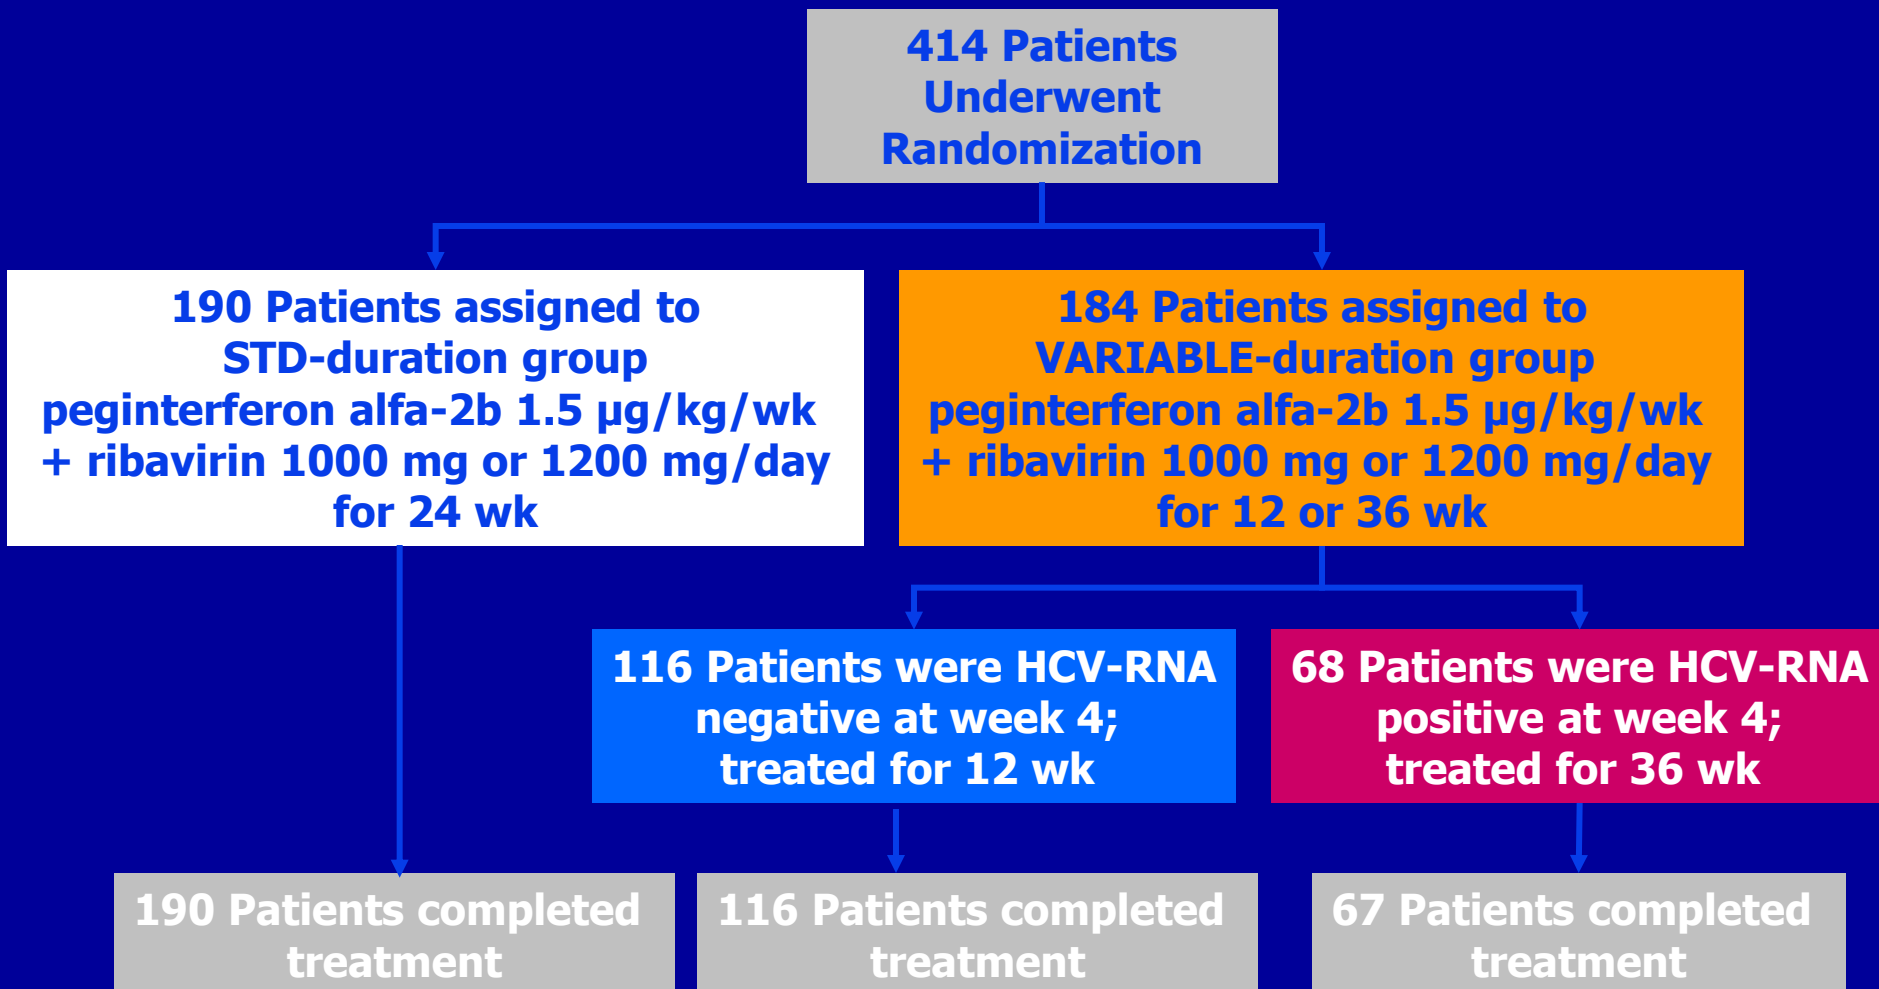 414 Patients
Underwent
Randomization
190 Patients assigned to
STD-duration group
peginterferon alfa-2b 1.5 µg/kg/wk
+ ribavirin 1000 mg or 1200 mg/day
for 24 wk
184 Patients assigned to
VARIABLE-duration group
peginterferon alfa-2b 1.5 µg/kg/wk
+ ribavirin 1000 mg or 1200 mg/day
for 12 or 36 wk
116 Patients were HCV-RNA
negative at week 4;
treated for 12 wk
68 Patients were HCV-RNA
positive at week 4;
treated for 36 wk
190 Patients completed
treatment
116 Patients completed
treatment
67 Patients completed
treatment